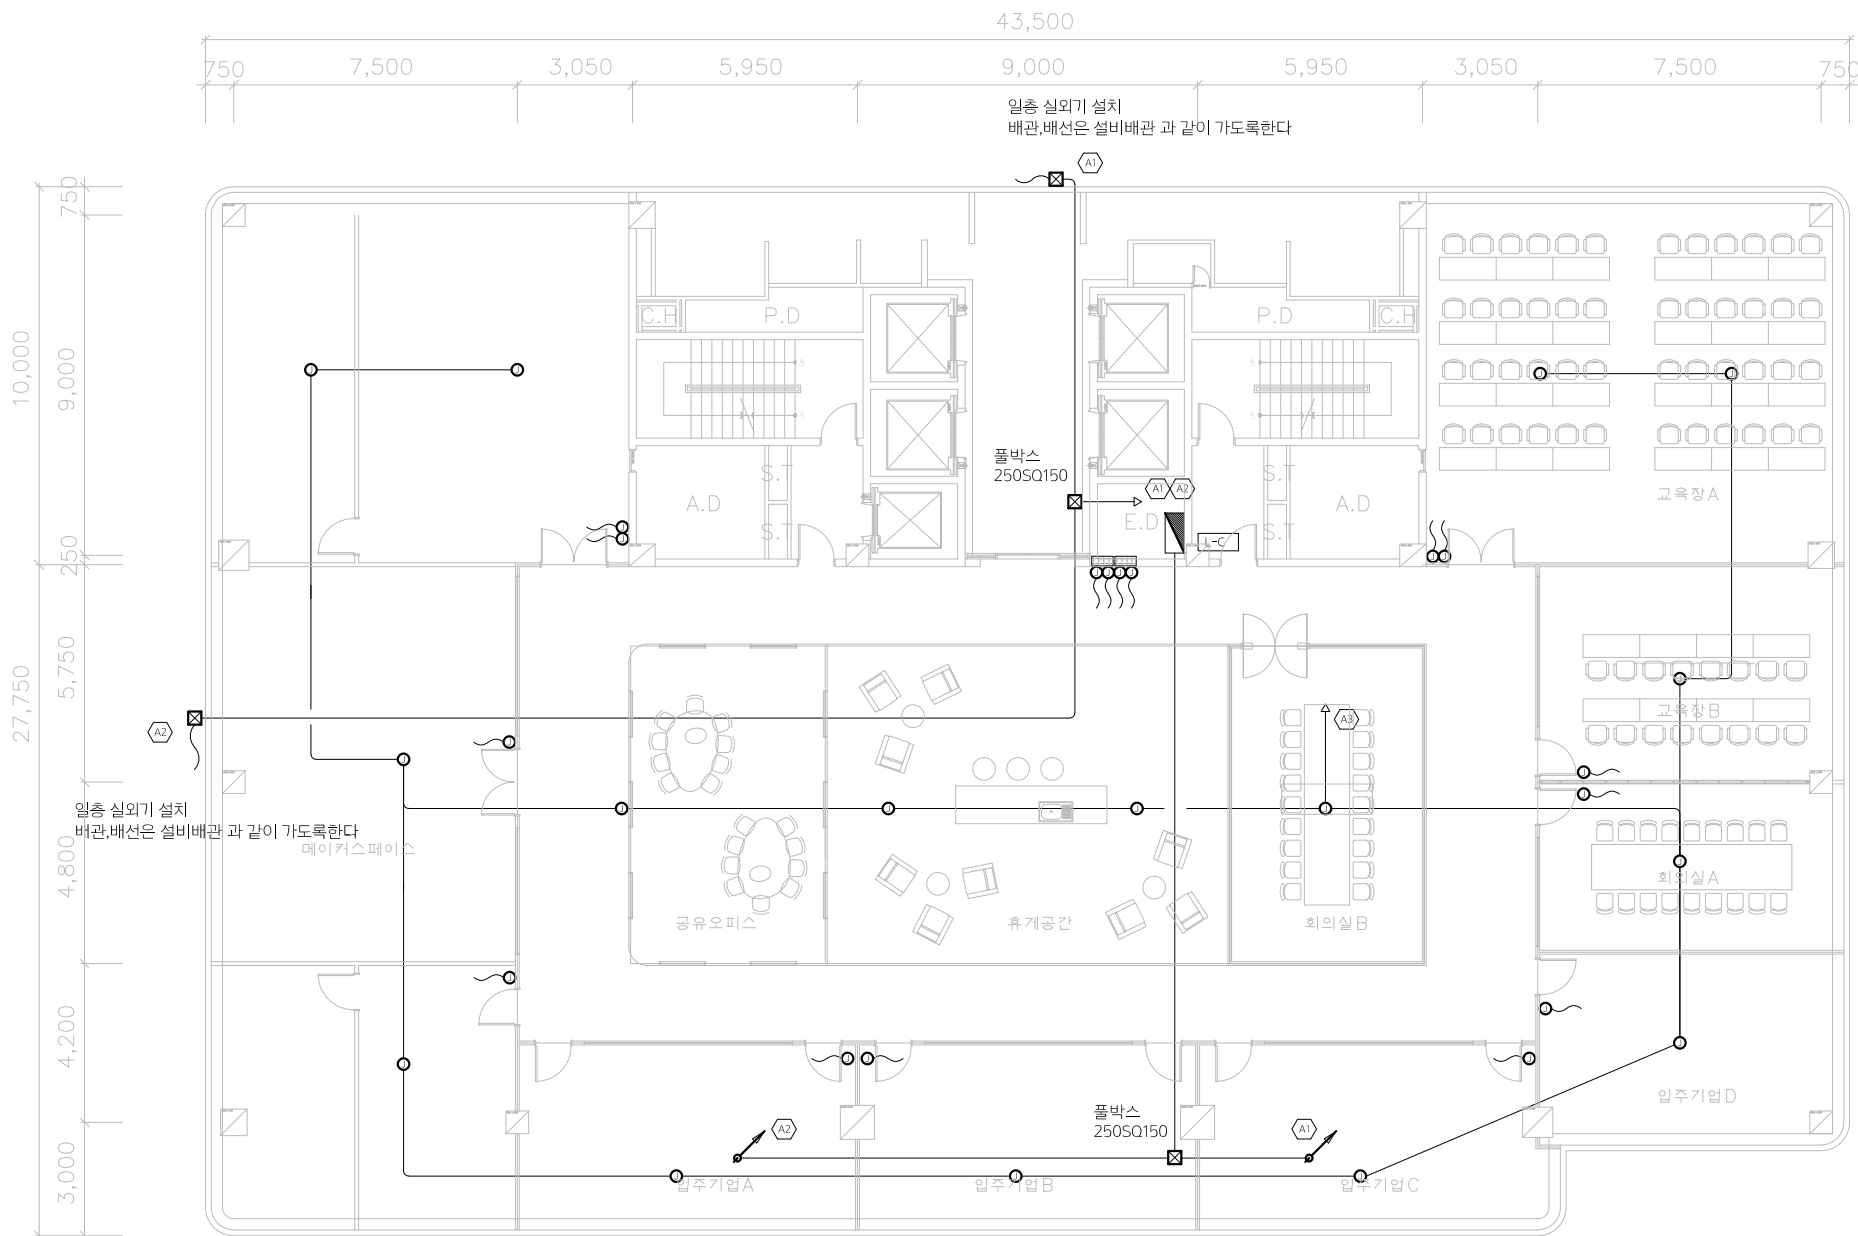 43,500
750
7,500
3,050
5,950
9,000
5,950
3,050
7,500
750
일층 실외기 설치
배관,배선은 설비배관 과 같이 가도록한다
A1
750
10,000
9,000
250
27,750
5,750
4,800
4,200
3,000
C.H
P.D
P.D
C.H
풀박스
250SQ150
S.T
A.D
S.T
A1
A2
E.D
L-C
S.T
A.D
S.T
교육장A
A2
A3
교육장B
일층 실외기 설치
배관,배선은 설비배관 과 같이 가도록한다
메이커스페이스
회의실A
공유오피스
휴게공간
회의실B
입주기업D
풀박스
250SQ150
A2
A1
입주기업A
입주기업B
입주기업C